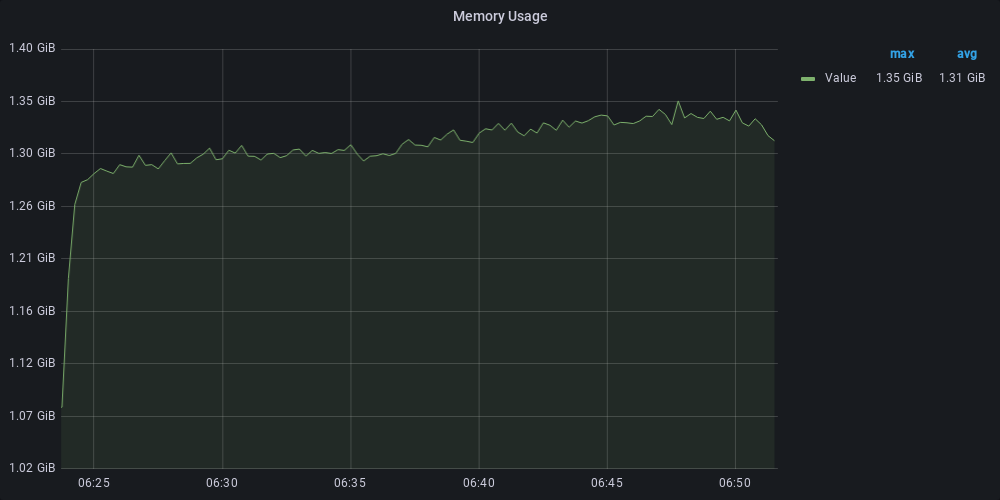 Memory Usage
max avg
Value 1.35 GiB 1.31 GiB
1.40 GiB
1.35 GiB
1.30 GiB
1.26 GiB
1.21 GiB
1.16 GiB
1.12 GiB
1.07 GiB
1.02 GiB
06:25 06:30 06:35 06:40 06:45 06:50